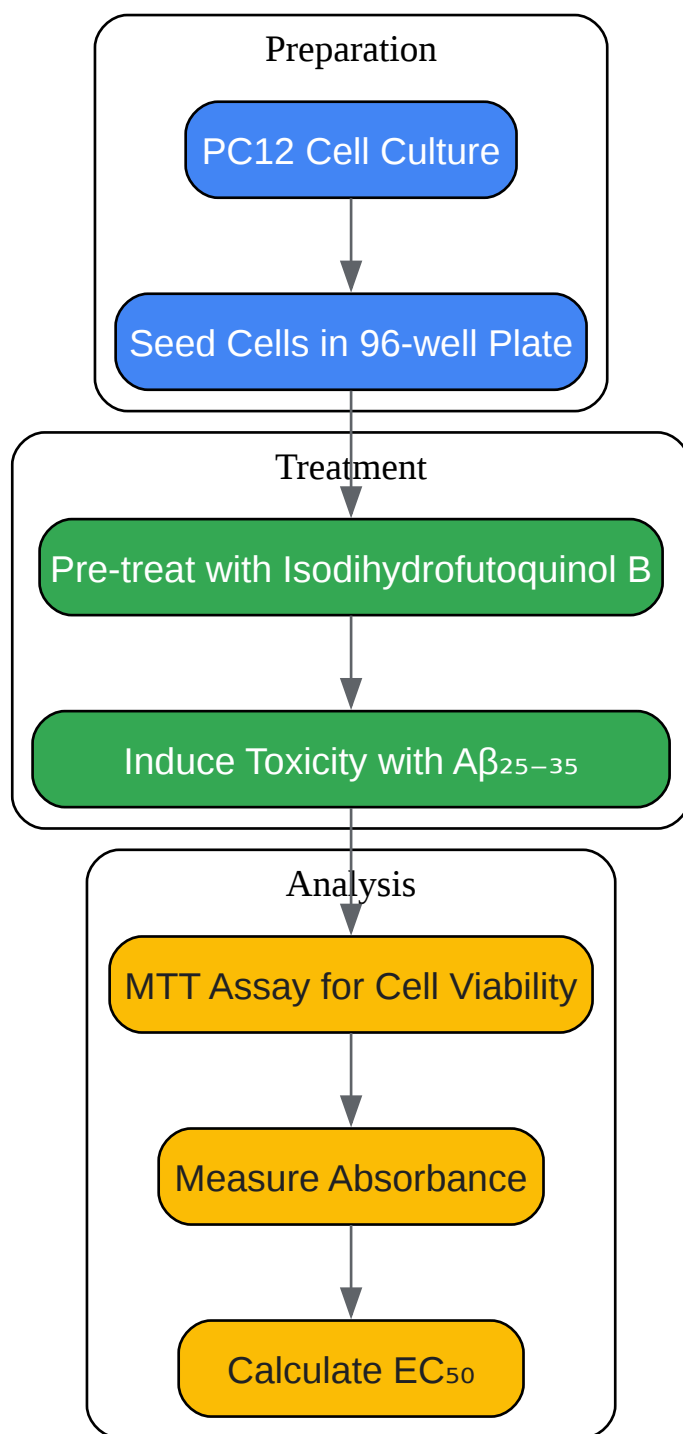 Preparation
PC12 Cell Culture
Seed Cells in 96-well Plate
Treatment
Pre-treat with Isodihydrofutoquinol B
Induce Toxicity with Aβ₂₅₋₃₅
Analysis
MTT Assay for Cell Viability
Measure Absorbance
Calculate EC₅₀